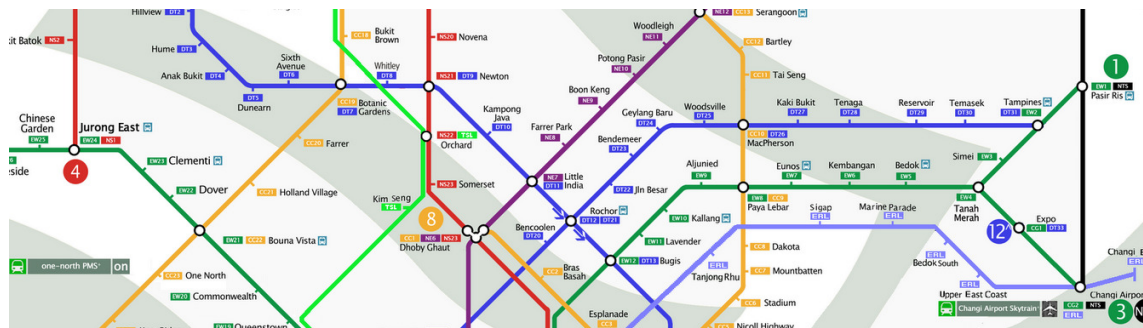 Hillview DT2
CC18 Bukit
Brown
NS20 Novena
Woodleigh
NE11
NE12 CC13
Serangoon
CC12 Bartley
it Batok NS2
Hume DT3
Sixth
Avenue
DT6
Whitley
DT8
NS21 DT9 Newton
Potong Pasir
NE10
CC11 Tai Seng
1
EW1 NTS
Pasir Ris
Anak Bukit DT4
DT5
Dunearn
CC19 Botanic
DT7 Gardens
Kampong
Java
DT10
Boon Keng
NE9
Geylang Baru
DT24
Woodsville
DT25
Kaki Bukit
DT27
Tenaga
DT28
Reservoir
DT29
Temasek
DT30
Tampines
DT31 EW2
Chinese
Garden
EW25
Jurong East
EW24 NS1
NS22 TSL
Orchard
Farrer Park
NE8
Bendemeer
DT23
CC10 DT26
MacPherson
eside
4
EW23 Clementi
CC20 Farrer
Aljunied
EW9
Eunos
EW7
Kembangan
EW6
Bedok
EW5
Simei EW3
EW22 Dover
CC21 Holland Village
NS23 Somerset
NE7 Little
DT11 India
DT22 Jln Besar
Kim Seng
TSL
8
Rochor
DT12 DT21
EW10 Kallang
EW8 CC9
Paya Lebar
Sigap
ERL
Marine Parade
ERL
EW4
Tanah
Merah
12
Expo
CG1 DT33
EW21 CC22 Bouna Vista
CC1 NE6 NS23
Dhoby Ghaut
Bencoolen
DT20
EW11 Lavender
CC8 Dakota
one-north PMS* on
CC23 One North
CC2 Bras
Basah
EW12 DT13 Bugis
ERL
Tanjong Rhu
CC7 Mountbatten
ERL
Bedok South
Changi
ERL
EW20 Commonwealth
Queenstown
Esplanade
CC3
CC6 Stadium
Nicoll Highway
Upper East Coast
ERL
Changi Airport Skytrain
Changi Airport
CG2 NTS
ERL
3